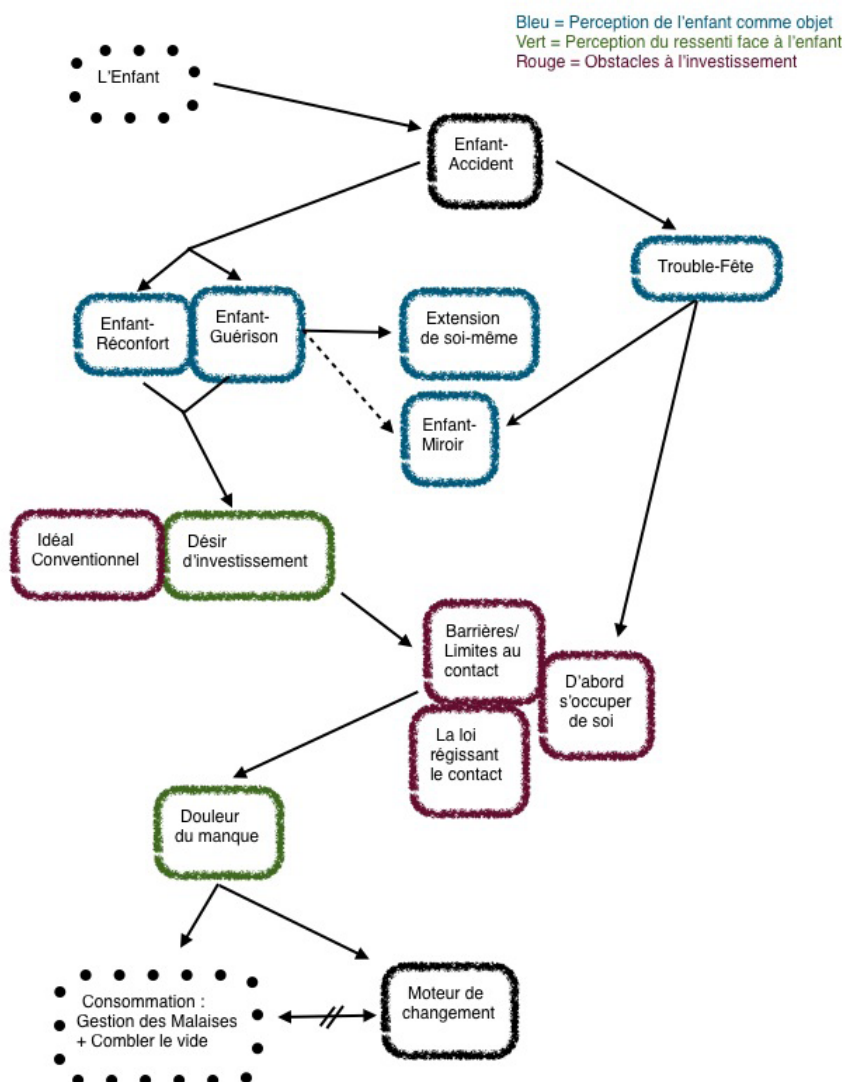 Bleu = Perception de l'enfant comme objet
Vert = Perception du ressenti face à l'enfant
Rouge = Obstacles à l'investissement
L'Enfant
Enfant-
Accident
Trouble-Fête
Enfant-
Réconfort
Enfant-
Guérison
Extension
de soi-même
Enfant-
Miroir
Idéal
Conventionnel
Désir
d'investissement
Barrières/
Limites au
contact
D'abord
s'occuper
de soi
La loi
régissant
le contact
Douleur
du manque
Consommation :
Gestion des Malaises
+ Combler le vide
Moteur de
changement